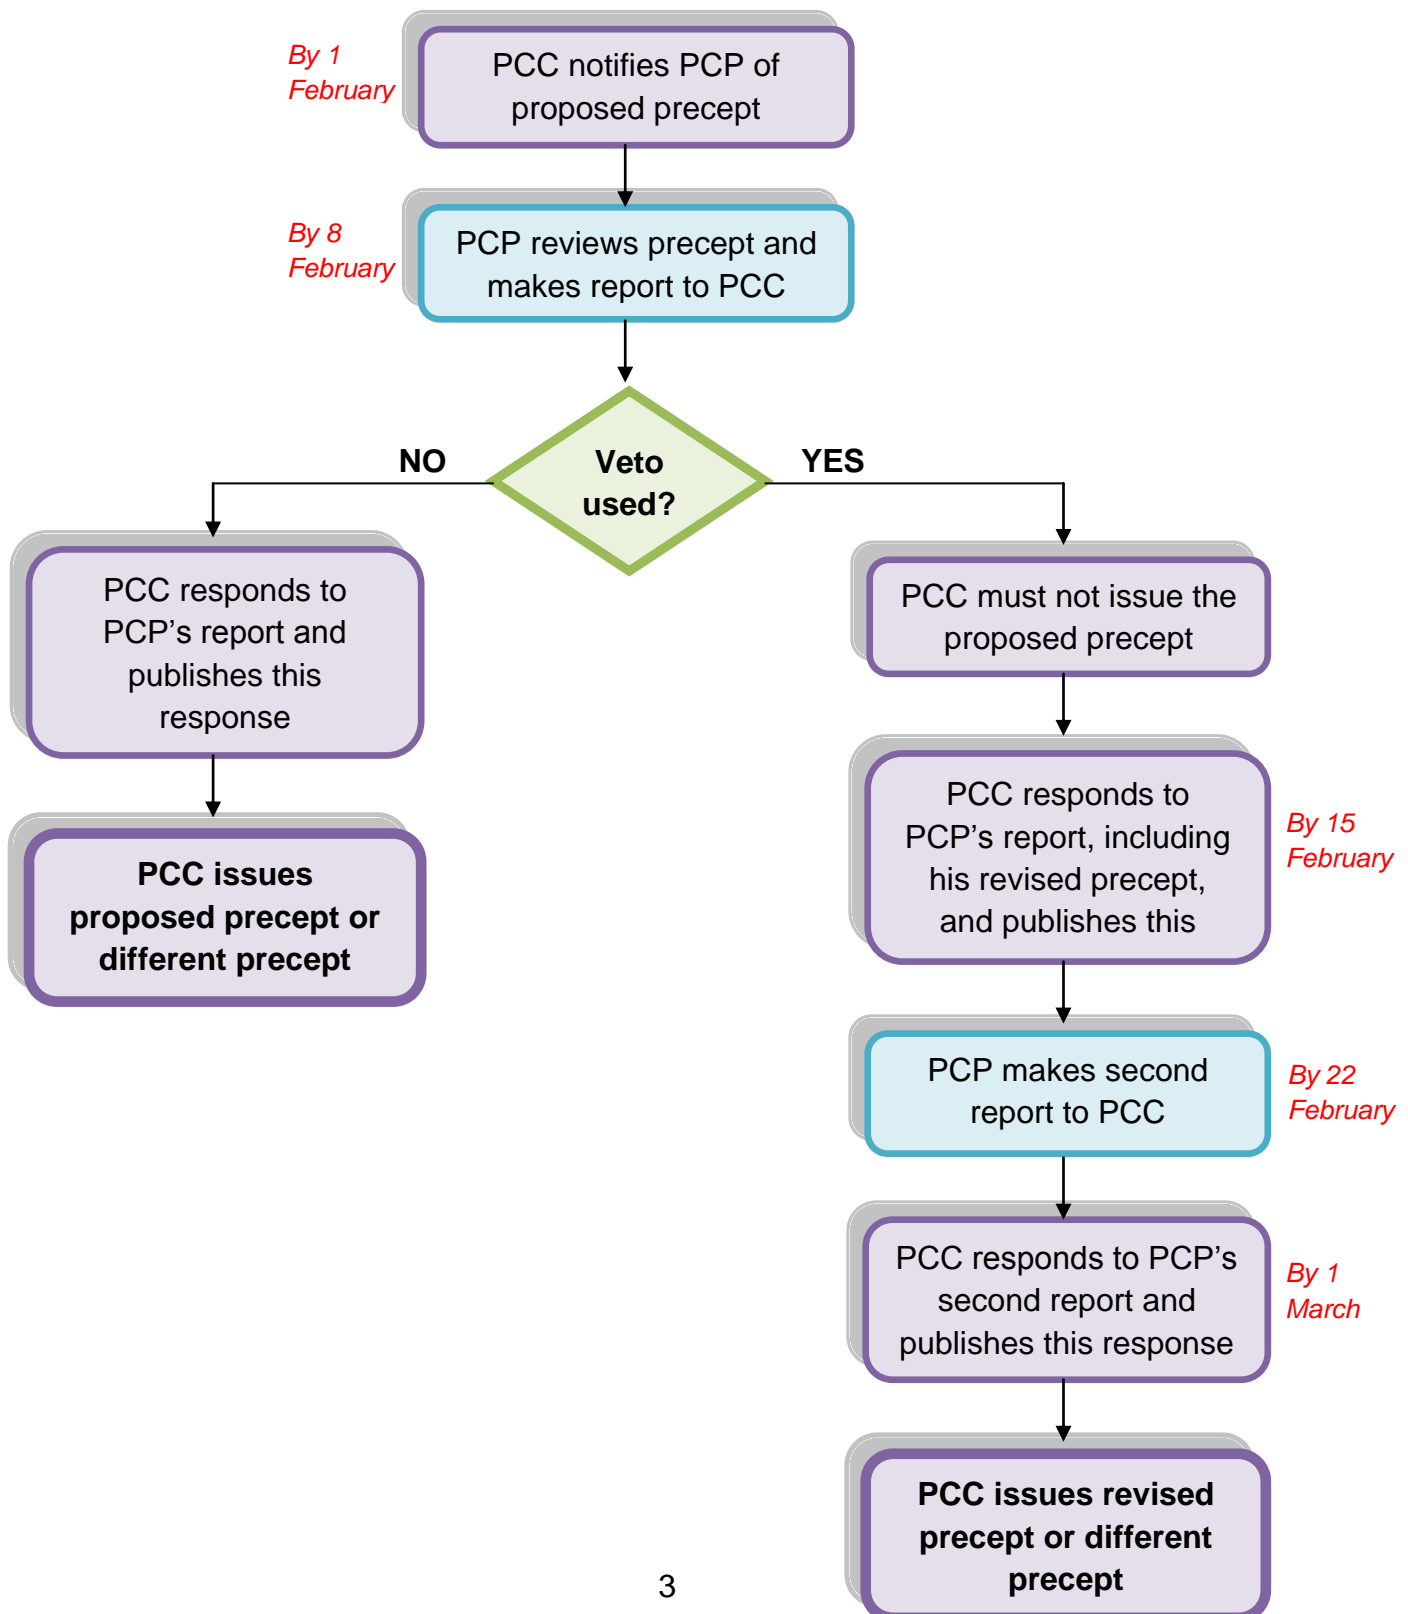 By 1
February
PCC notifies PCP of
proposed precept
By 8
February
PCP reviews precept and
makes report to PCC
NO
Veto
used?
YES
PCC responds to
PCP’s report and
publishes this
response
PCC issues
proposed precept or
different precept
PCC must not issue the
proposed precept
PCC responds to
PCP’s report, including
his revised precept,
and publishes this
By 15
February
PCP makes second
report to PCC
By 22
February
PCC responds to PCP’s
second report and
publishes this response
By 1
March
PCC issues revised
precept or different
precept
3